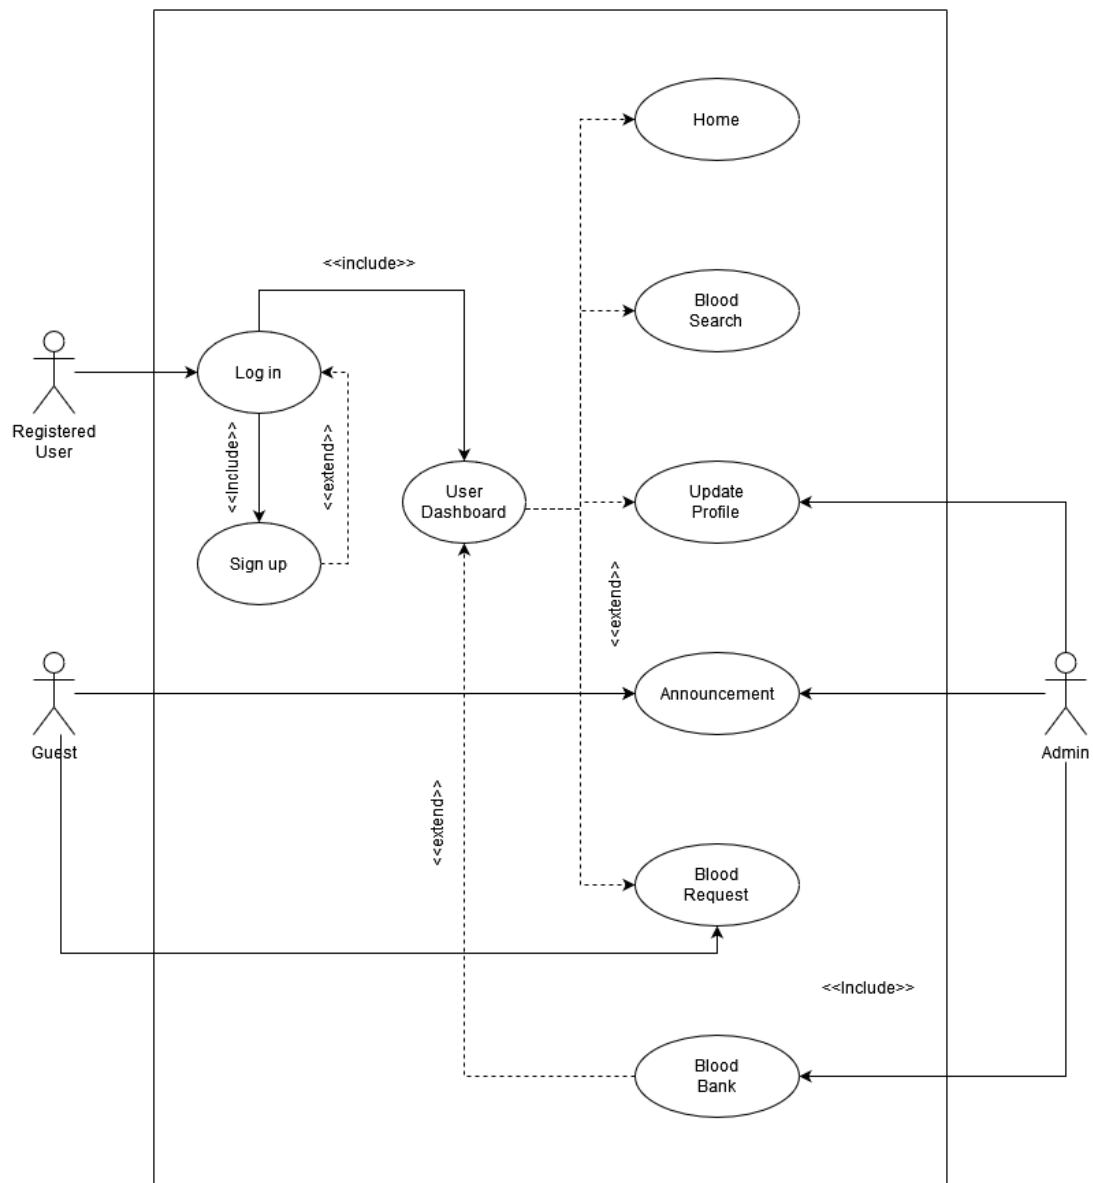 Home
<<include>>
Blood
Search
Log in
Registered
User
<<Include>>
<<extend>>
User
Dashboard
Update
Profile
Sign up
<<extend>>
Announcement
Guest
Admin
<<extend>>
Blood
Request
<<Include>>
Blood
Bank